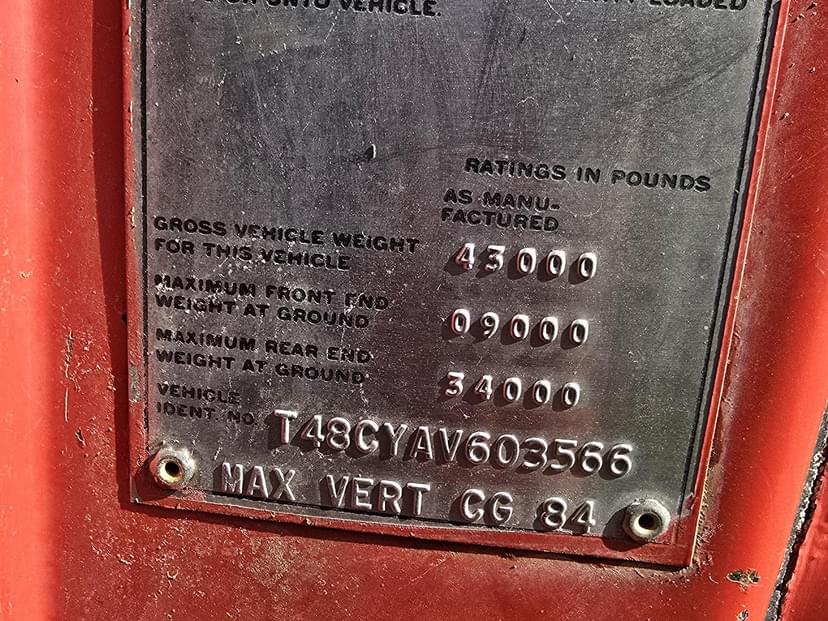 OR ONTO VEHICLE. LOADED
RATINGS IN POUNDS
AS MANU-
FACTURED
GROSS VEHICLE WEIGHT
FOR THIS VEHICLE 43000
MAXIMUM FRONT END
WEIGHT AT GROUND 09000
MAXIMUM REAR END
WEIGHT AT GROUND 34000
VEHICLE
IDENT. NO. T48CYAV603566
MAX VERT CG 84